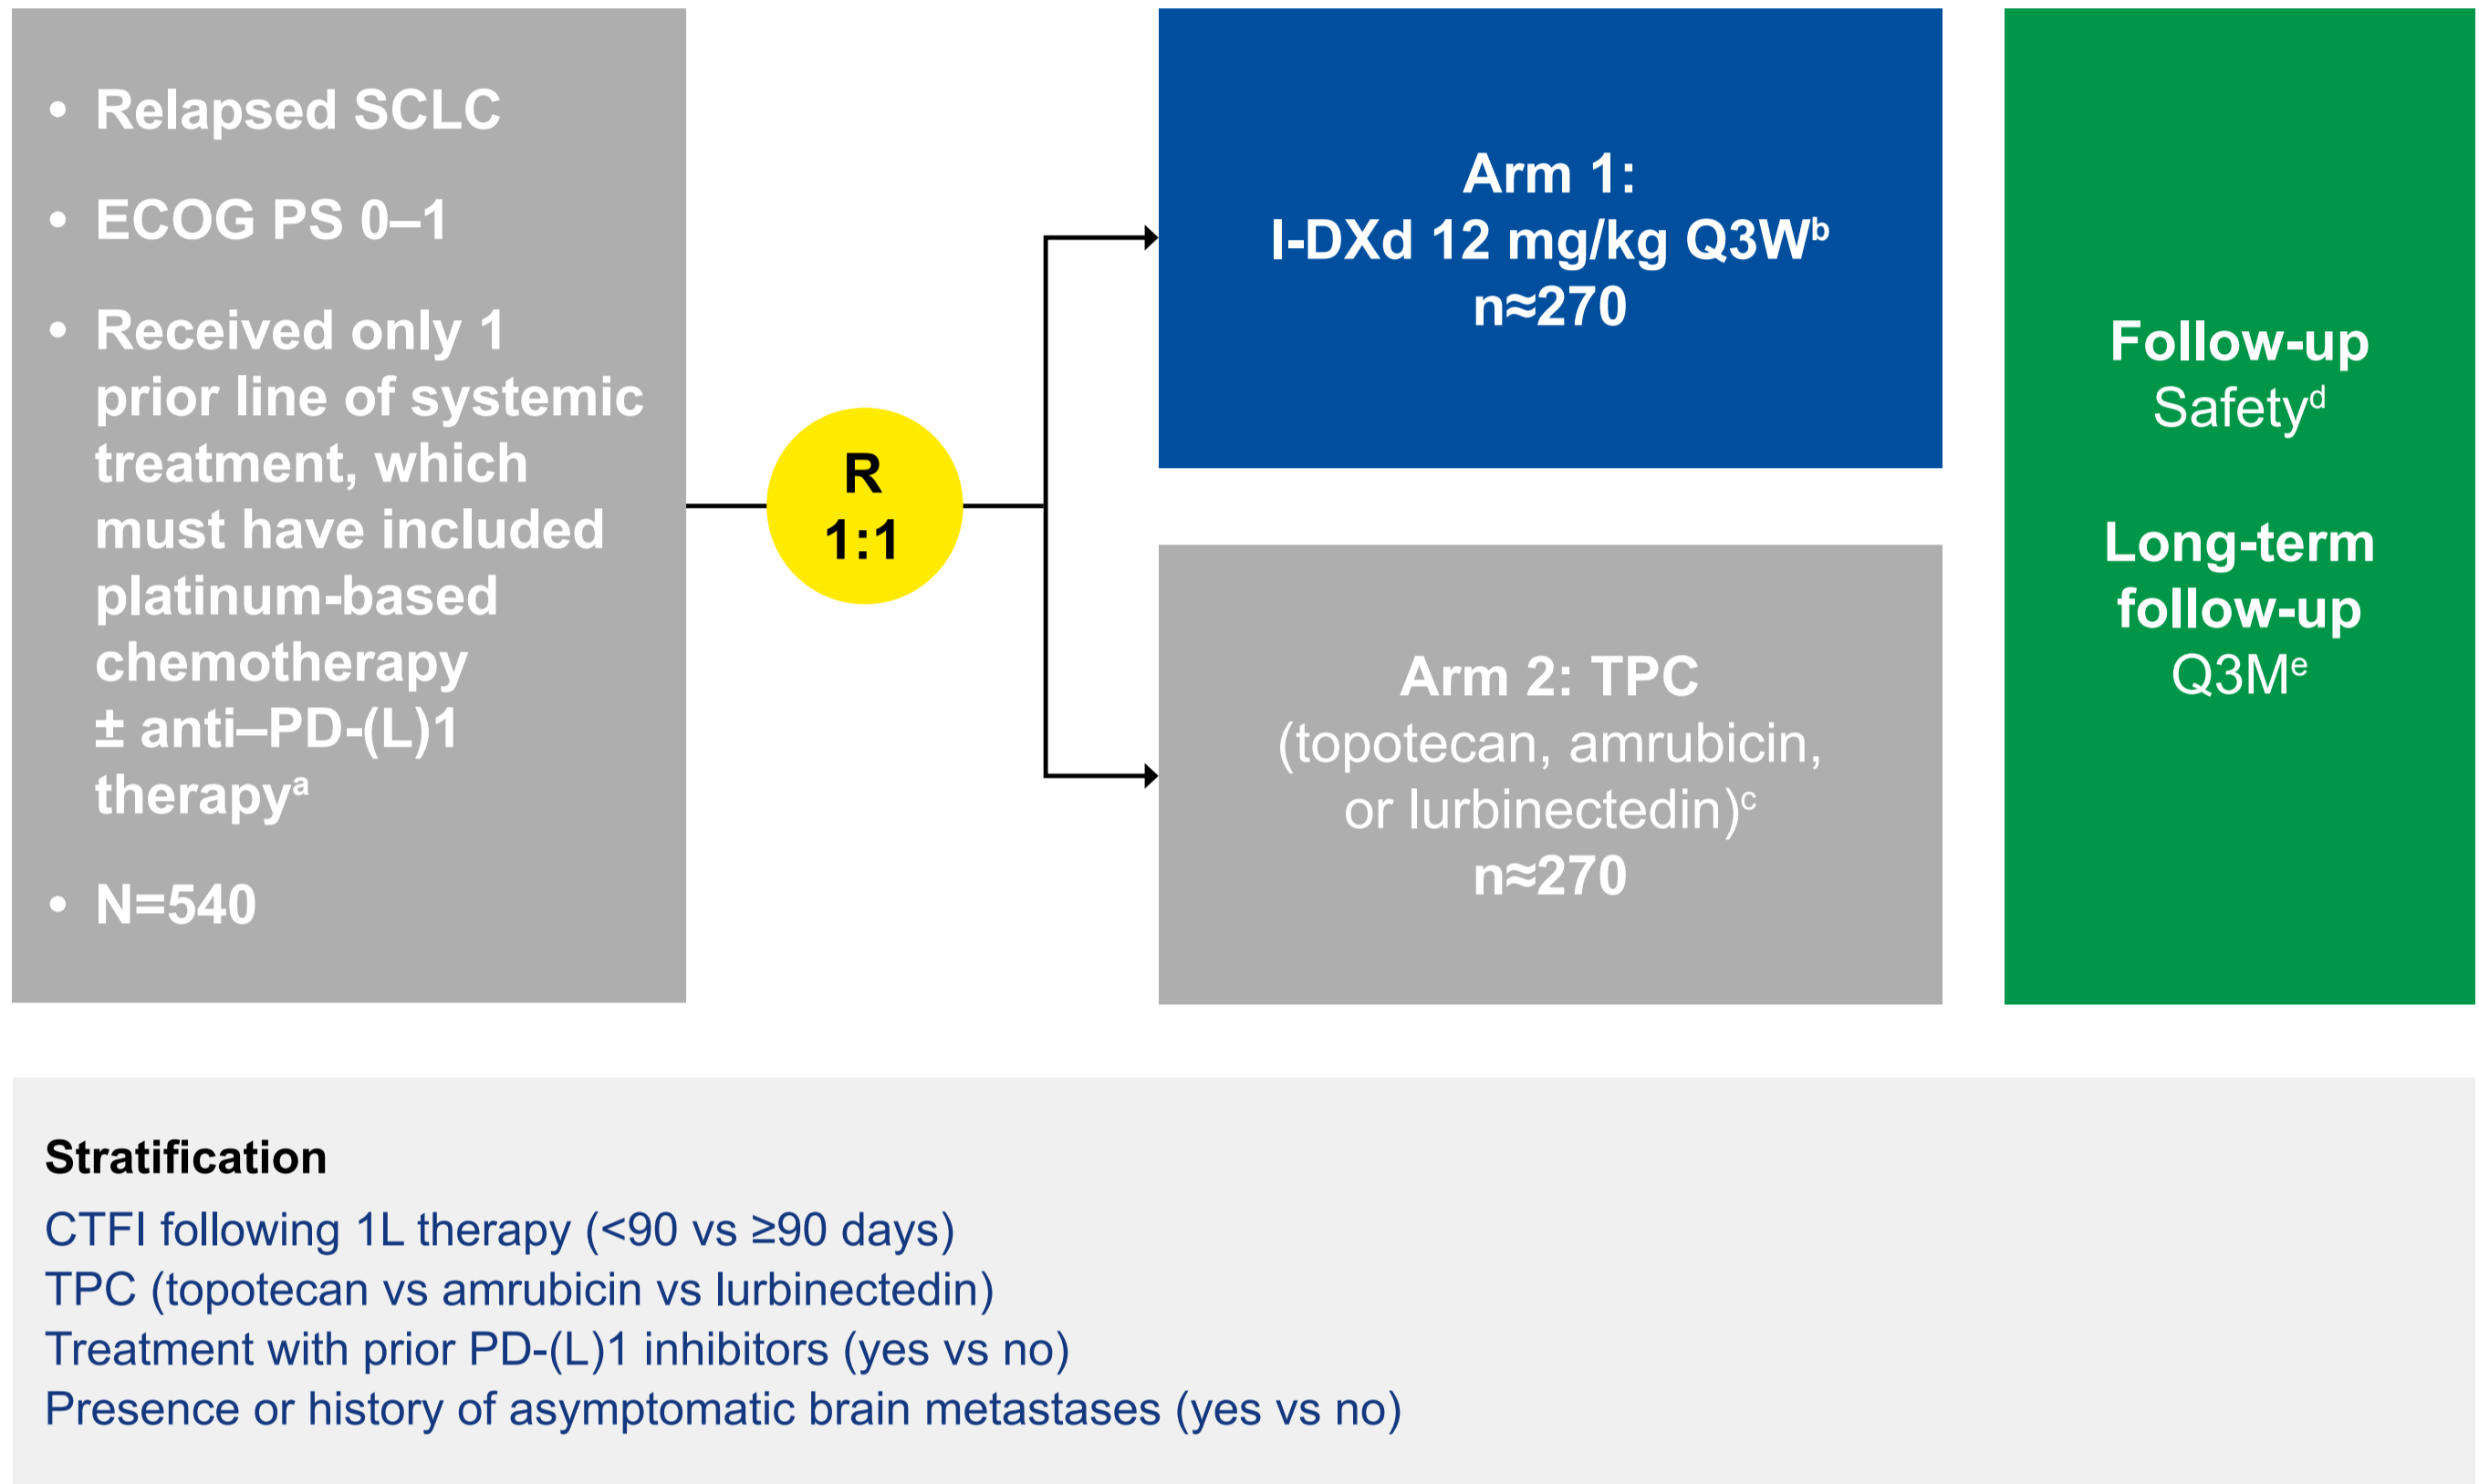 • Relapsed SCLC
• ECOG PS 0–1
• Received only 1
prior line of systemic
treatment, which
must have included
platinum-based
chemotherapy
± anti–PD-(L)1
therapyᵃ
• N=540
R
1:1
Arm 1:
I-DXd 12 mg/kg Q3Wᵇ
n≈270
Arm 2: TPC
(topotecan, amrubicin,
or lurbinectedin)ᶜ
n≈270
Follow-up
Safetyᵈ
Long-term
follow-up
Q3Mᵉ
Stratification
CTFI following 1L therapy (<90 vs ≥90 days)
TPC (topotecan vs amrubicin vs lurbinectedin)
Treatment with prior PD-(L)1 inhibitors (yes vs no)
Presence or history of asymptomatic brain metastases (yes vs no)